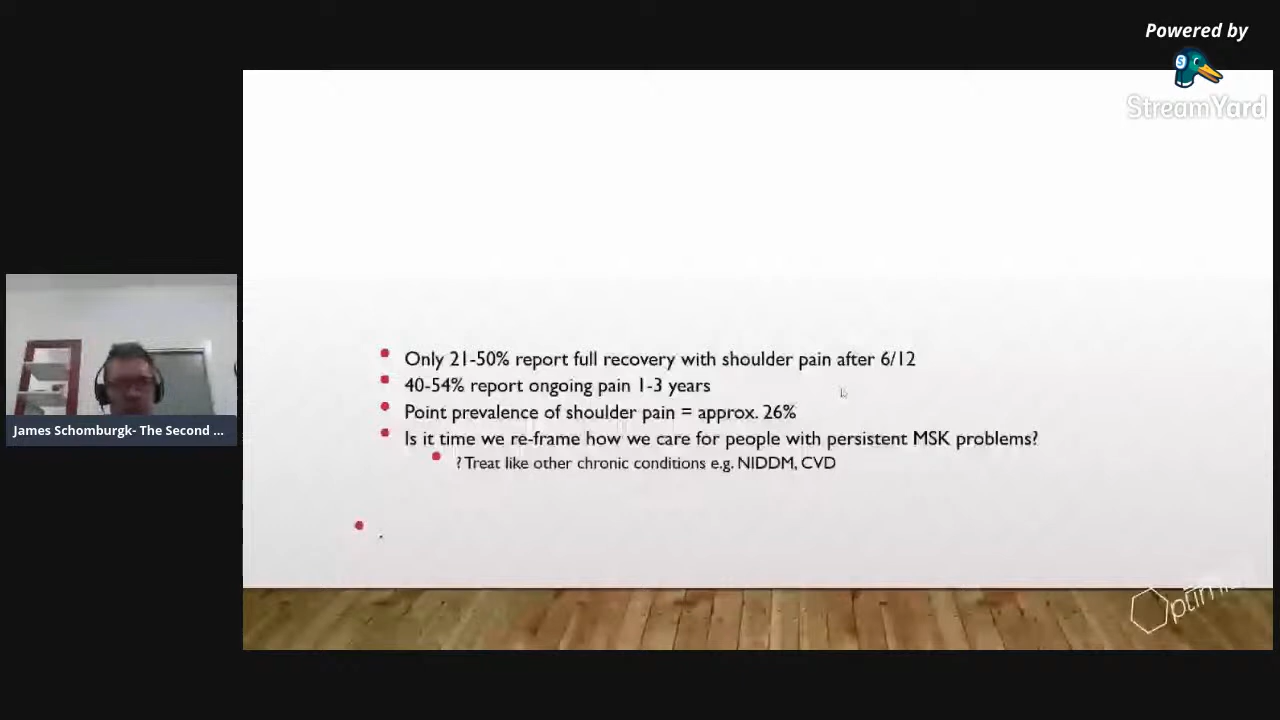 Powered by
StreamYard
Only 21-50% report full recovery with shoulder pain after 6/12
40-54% report ongoing pain 1-3 years
Point prevalence of shoulder pain = approx. 26%
Is it time we re-frame how we care for people with persistent MSK problems?
? Treat like other chronic conditions e.g. NIDDM, CVD
.
James Schomburgk- The Second ...